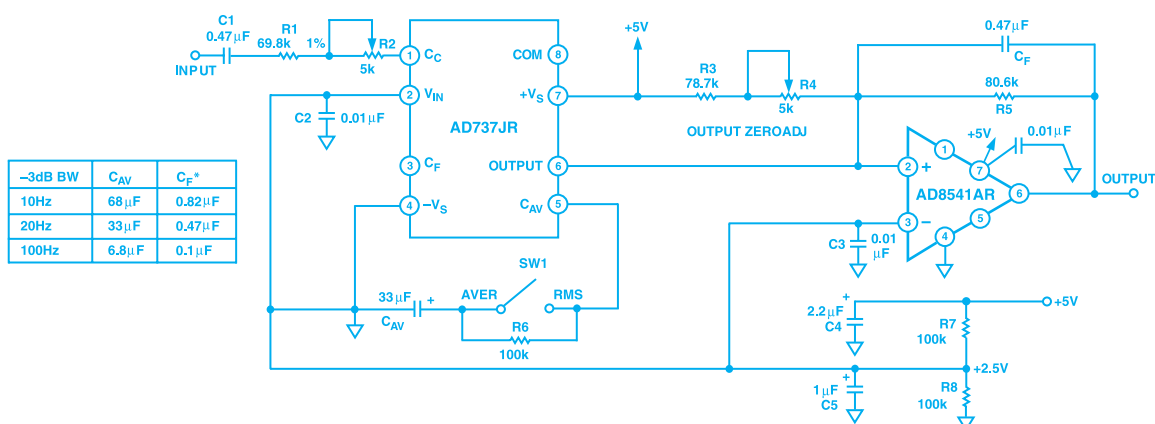 C1
0.47μF
INPUT
R1
69.8k
1%
R2
5k
1
CC
2
VIN
3
CF
4
–VS
AD737JR
COM
8
7
+VS
OUTPUT
6
CAV
5
C2
0.01μF
+5V
R3
78.7k
R4
5k
OUTPUT ZEROADJ
0.47μF
CF
80.6k
R5
+5V
0.01μF
1
7
2
+
AD8541AR
6
OUTPUT
3
–
5
4
C3
0.01
μF
–3dB BW CAV CF*
10Hz 68μF 0.82μF
20Hz 33μF 0.47μF
100Hz 6.8μF 0.1μF
33μF
+
CAV
AVER
SW1
RMS
R6
100k
+
2.2μF
C4
+5V
R7
100k
+2.5V
+
1μF
C5
R8
100k